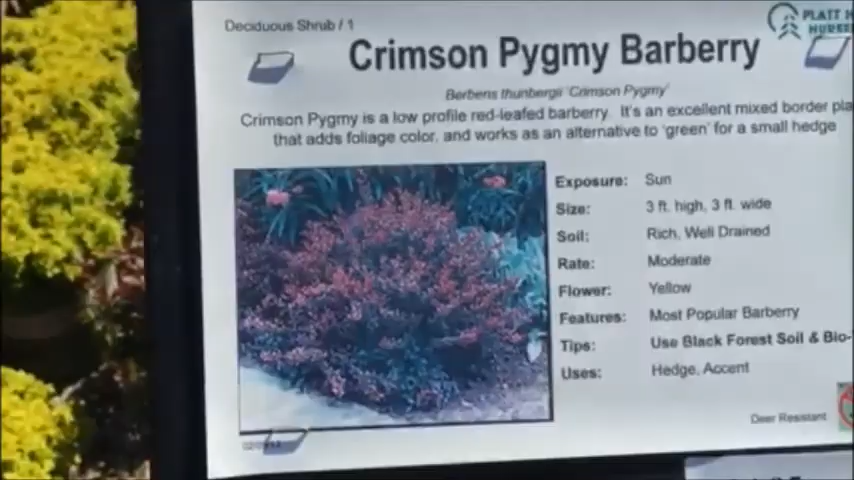 Deciduous Shrub / 1
PLATT H
Crimson Pygmy Barberry
Berberis thunbergii 'Crimson Pygmy'
Crimson Pygmy is a low profile red-leafed barberry. It's an excellent mixed border pla
that adds foliage color, and works as an alternative to 'green' for a small hedge
Exposure: Sun
Size: 3 ft. high, 3 ft. wide
Soil: Rich, Well Drained
Rate: Moderate
Flower: Yellow
Features: Most Popular Barberry
Tips: Use Black Forest Soil & Bio-
Uses: Hedge, Accent
Deer Resistant